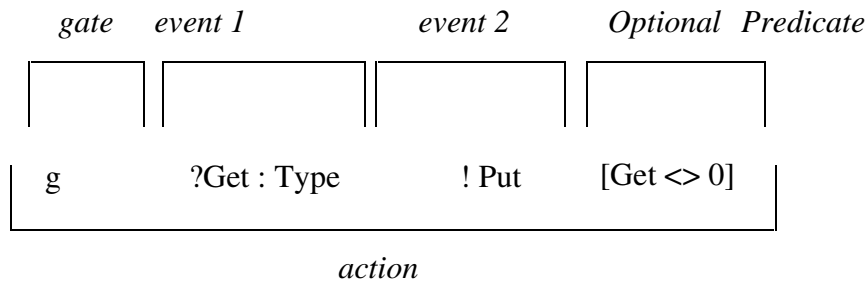 gate event 1 event 2 Optional Predicate
g ?Get : Type ! Put [Get <> 0]
action